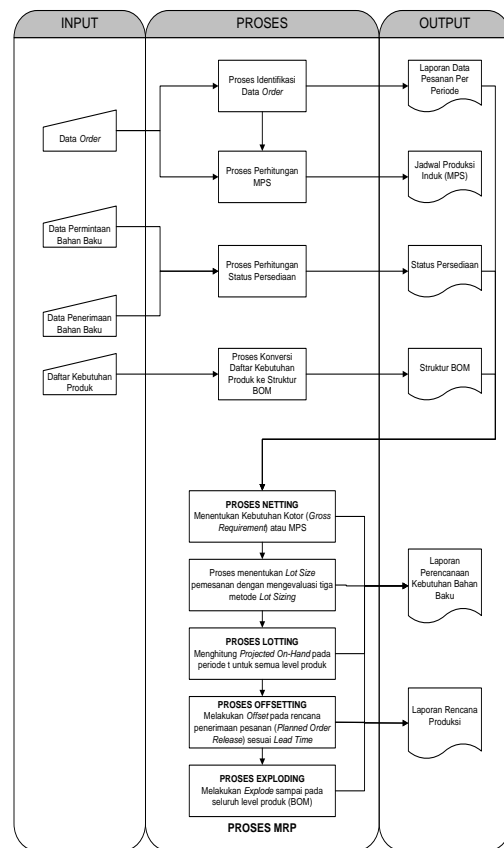 INPUT
PROSES
OUTPUT
Data Order
Proses Identifikasi
Data Order
Laporan Data
Pesanan Per
Periode
Proses Perhitungan
MPS
Jadwal Produksi
Induk (MPS)
Data Permintaan
Bahan Baku
Data Penerimaan
Bahan Baku
Proses Perhitungan
Status Persediaan
Status Persediaan
Daftar Kebutuhan
Produk
Proses Konversi
Daftar Kebutuhan
Produk ke Struktur
BOM
Struktur BOM
PROSES NETTING
Menentukan Kebutuhan Kotor (Gross
Requirement) atau MPS
Proses menentukan Lot Size
pemesanan dengan mengevaluasi tiga
metode Lot Sizing
Laporan
Perencanaan
Kebutuhan Bahan
Baku
PROSES LOTTING
Menghitung Projected On-Hand pada
periode t untuk semua level produk
PROSES OFFSETTING
Melakukan Offset pada rencana
penerimaan pesanan (Planned Order
Release) sesuai Lead Time
Laporan Rencana
Produksi
PROSES EXPLODING
Melakukan Explode sampai pada
seluruh level produk (BOM)
PROSES MRP